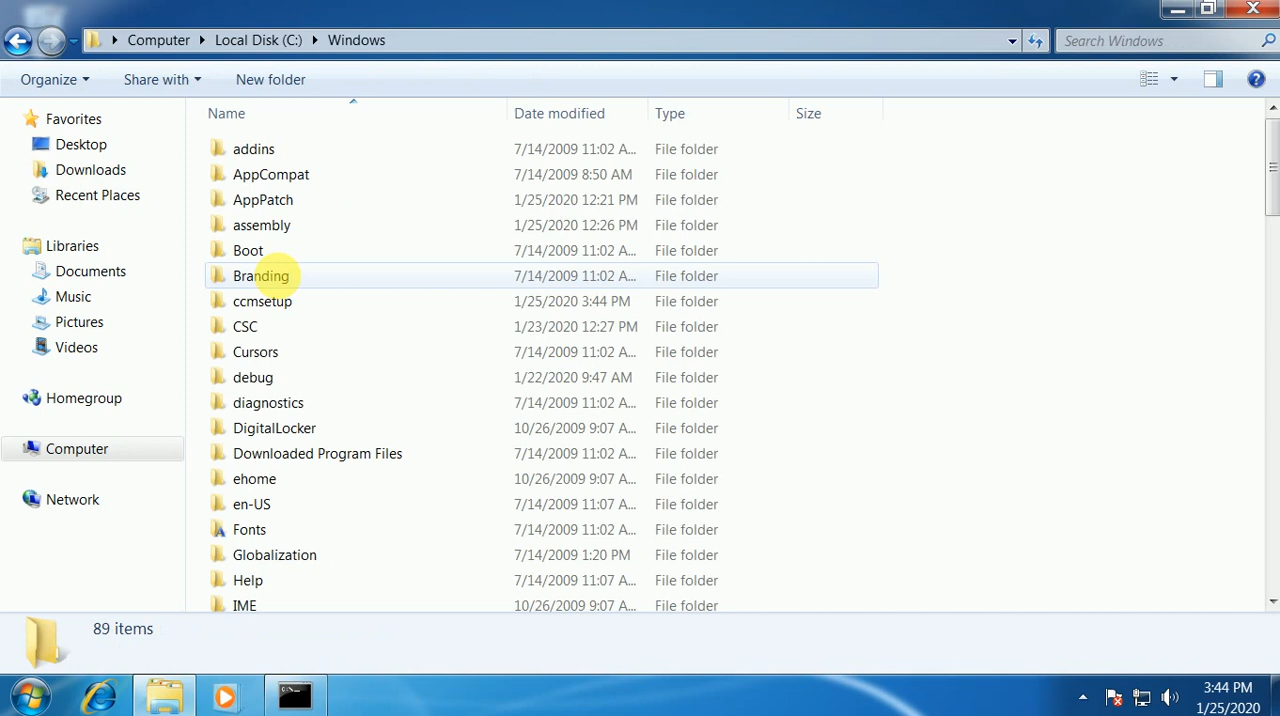 Computer Local Disk (C:) Windows
Search Windows
Organize Share with New folder
Favorites
Desktop
Downloads
Recent Places
Libraries
Documents
Music
Pictures
Videos
Homegroup
Computer
Network
Name Date modified Type Size
addins 7/14/2009 11:02 A... File folder
AppCompat 7/14/2009 8:50 AM File folder
AppPatch 1/25/2020 12:21 PM File folder
assembly 1/25/2020 12:26 PM File folder
Boot 7/14/2009 11:02 A... File folder
Branding 7/14/2009 11:02 A... File folder
ccmsetup 1/25/2020 3:44 PM File folder
CSC 1/23/2020 12:27 PM File folder
Cursors 7/14/2009 11:02 A... File folder
debug 1/22/2020 9:47 AM File folder
diagnostics 7/14/2009 11:02 A... File folder
DigitalLocker 10/26/2009 9:07 A... File folder
Downloaded Program Files 7/14/2009 11:02 A... File folder
ehome 10/26/2009 9:07 A... File folder
en-US 7/14/2009 11:07 A... File folder
Fonts 7/14/2009 11:02 A... File folder
Globalization 7/14/2009 1:20 PM File folder
Help 7/14/2009 11:07 A... File folder
IME 10/26/2009 9:07 A... File folder
89 items
3:44 PM
1/25/2020